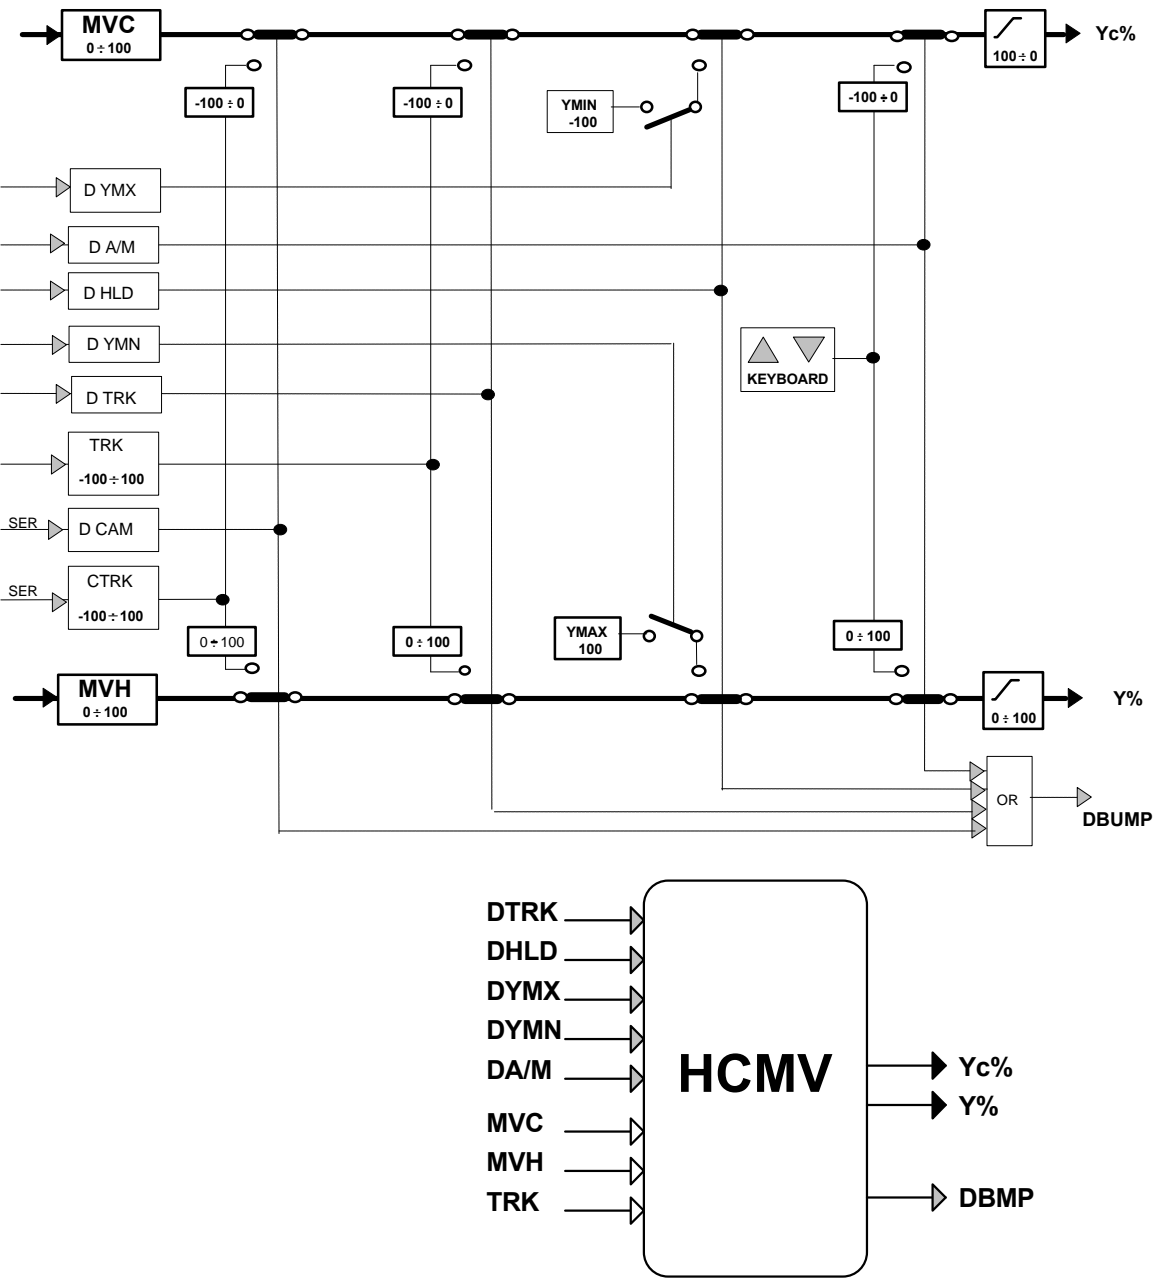 MVC
0 ÷ 100
100 ÷ 0
Yc%
-100 ÷ 0
-100 ÷ 0
YMIN
-100
-100 ÷ 0
D YMX
D A/M
D HLD
D YMN
KEYBOARD
D TRK
TRK
-100 ÷ 100
SER
D CAM
SER
CTRK
-100 ÷ 100
0 ÷ 100
0 ÷ 100
YMAX
100
0 ÷ 100
MVH
0 ÷ 100
0 ÷ 100
Y%
OR
DBUMP
DTRK
DHLD
DYMX
DYMN
DA/M
MVC
MVH
TRK
HCMV
Yc%
Y%
DBMP